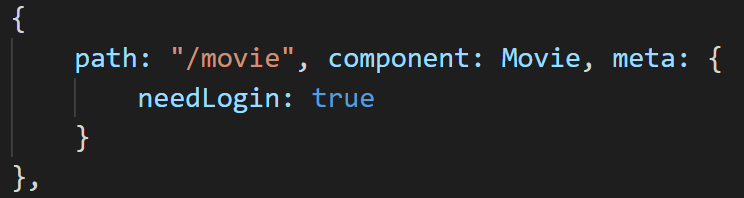 {
    path: "/movie", component: Movie, meta: {
        needLogin: true
    }
},